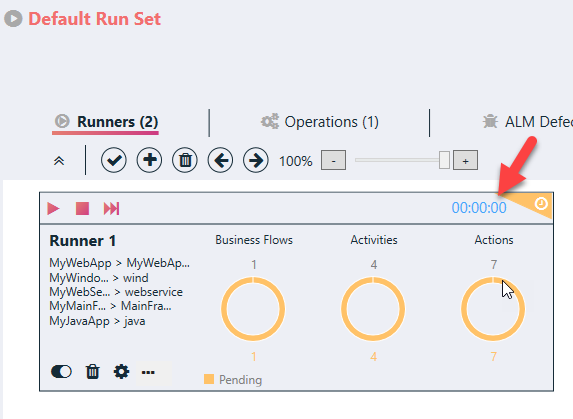 Default Run Set
Runners (2) Operations (1) ALM Defec
100% - +
00:00:00
Runner 1 Business Flows Activities Actions
MyWebApp > MyWebAp... 1 4 7
MyWindo... > wind
MyWebSe... > webservice
MyMainF... > MainFra...
MyJavaApp > java
1 4 7
Pending